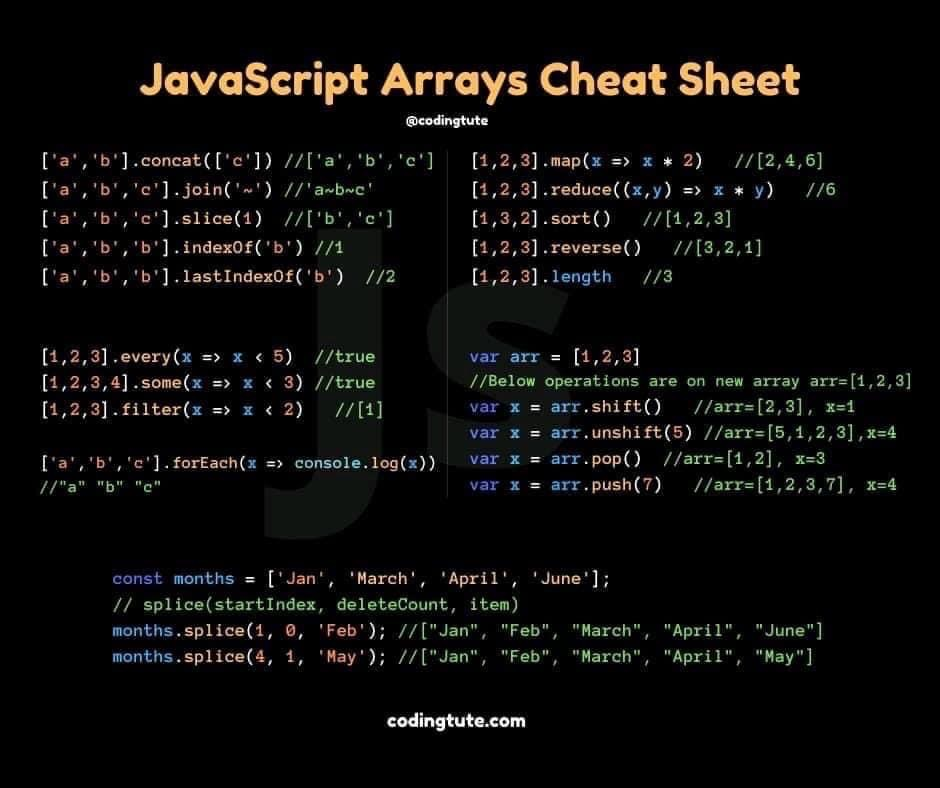 JavaScript Arrays Cheat Sheet
@codingtute
['a','b'].concat(['c']) //['a','b','c']
['a','b','c'].join('~') //'a~b~c'
['a','b','c'].slice(1) //['b','c']
['a','b','b'].indexOf('b') //1
['a','b','b'].lastIndexOf('b') //2
[1,2,3].every(x => x < 5) //true
[1,2,3,4].some(x => x < 3) //true
[1,2,3].filter(x => x < 2) //[1]
['a','b','c'].forEach(x => console.log(x))
//"a" "b" "c"
[1,2,3].map(x => x * 2) //[2,4,6]
[1,2,3].reduce((x,y) => x * y) //6
[1,3,2].sort() //[1,2,3]
[1,2,3].reverse() //[3,2,1]
[1,2,3].length //3
var arr = [1,2,3]
//Below operations are on new array arr=[1,2,3]
var x = arr.shift() //arr=[2,3], x=1
var x = arr.unshift(5) //arr=[5,1,2,3],x=4
var x = arr.pop() //arr=[1,2], x=3
var x = arr.push(7) //arr=[1,2,3,7], x=4
Js
const months = ['Jan', 'March', 'April', 'June'];
// splice(startIndex, deleteCount, item)
months.splice(1, 0, 'Feb'); //["Jan", "Feb", "March", "April", "June"]
months.splice(4, 1, 'May'); //["Jan", "Feb", "March", "April", "May"]
codingtute.com